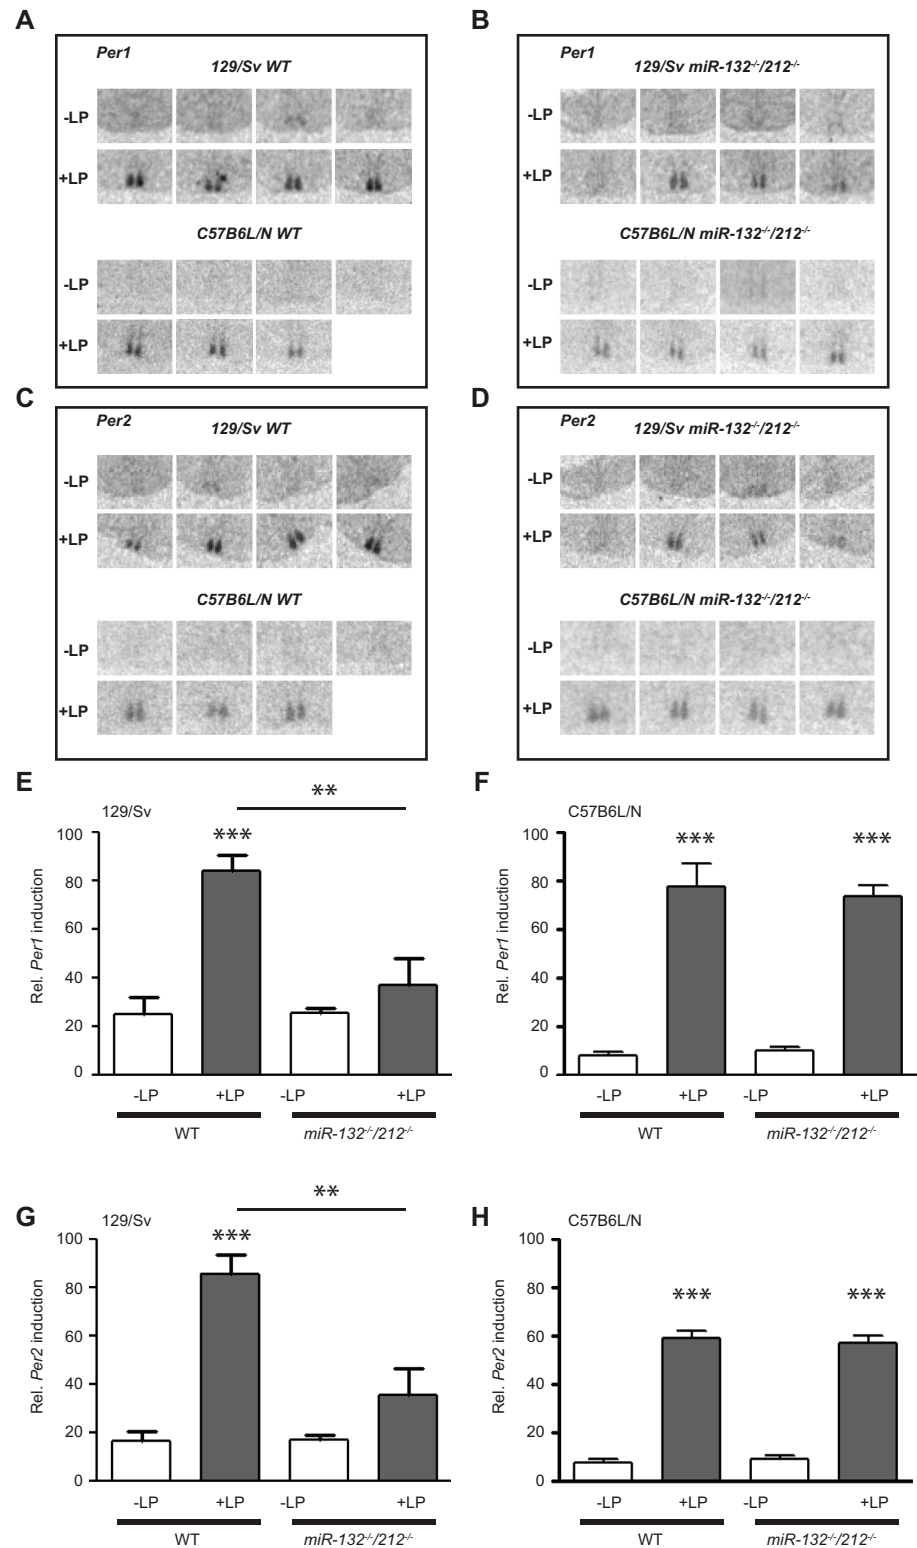 A
Per1
129/Sv WT
-LP
+LP
C57B6L/N WT
-LP
+LP
B
Per1
129/Sv miR-132-/-/212-/-
-LP
+LP
C57B6L/N miR-132-/-/212-/-
-LP
+LP
C
Per2
129/Sv WT
-LP
+LP
C57B6L/N WT
-LP
+LP
D
Per2
129/Sv miR-132-/-/212-/-
-LP
+LP
C57B6L/N miR-132-/-/212-/-
-LP
+LP
E
129/Sv
**
***
Rel. Per1 induction
100
80
60
40
20
0
-LP +LP -LP +LP
WT miR-132-/-/212-/-
F
C57B6L/N
*** ***
Rel. Per1 induction
100
80
60
40
20
0
-LP +LP -LP +LP
WT miR-132-/-/212-/-
G
129/Sv
**
***
Rel. Per2 induction
100
80
60
40
20
0
-LP +LP -LP +LP
WT miR-132-/-/212-/-
H
C57B6L/N
*** ***
Rel. Per2 induction
100
80
60
40
20
0
-LP +LP -LP +LP
WT miR-132-/-/212-/-